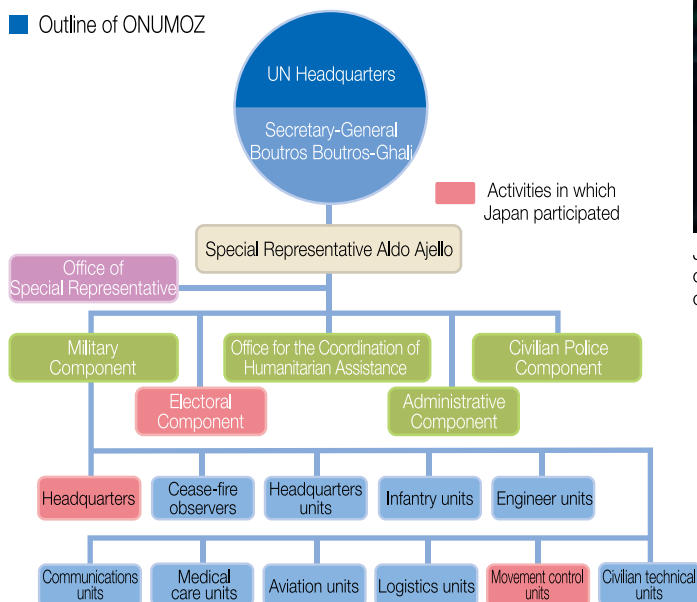 Outline of ONUMOZ
UN Headquarters
Secretary-General
Boutros Boutros-Ghali
Activities in which
Japan participated
Special Representative Aldo Ajello
Office of
Special Representative
Military
Component
Electoral
Component
Office for the Coordination of
Humanitarian Assistance
Administrative
Component
Civilian Police
Component
Headquarters
Cease-fire
observers
Headquarters
units
Infantry units
Engineer units
Communications
units
Medical
care units
Aviation units
Logistics units
Movement control
units
Civilian technical
units